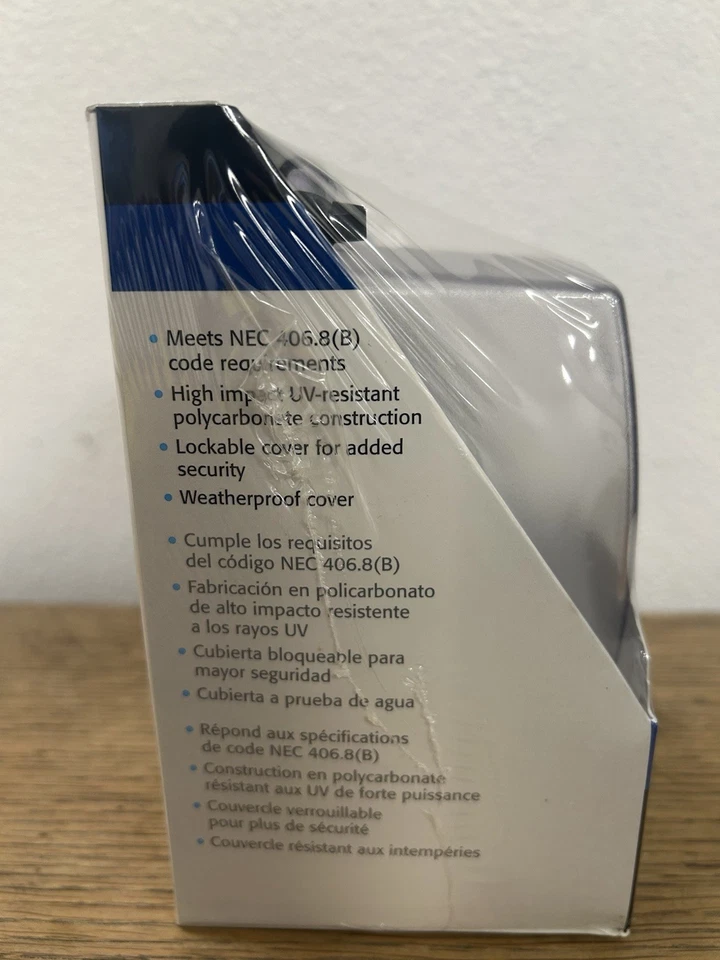 • Meets NEC 406.8(B)
code requirements
• High impact UV-resistant
polycarbonate construction
• Lockable cover for added
security
• Weatherproof cover
• Cumple los requisitos
del código NEC 406.8(B)
• Fabricación en policarbonato
de alto impacto resistente
a los rayos UV
• Cubierta bloqueable para
mayor seguridad
• Cubierta a prueba de agua
• Répond aux spécifications
de code NEC 406.8(B)
• Construction en polycarbonate
résistant aux UV de forte puissance
• Couvercle verrouillable
pour plus de sécurité
• Couvercle résistant aux intempéries